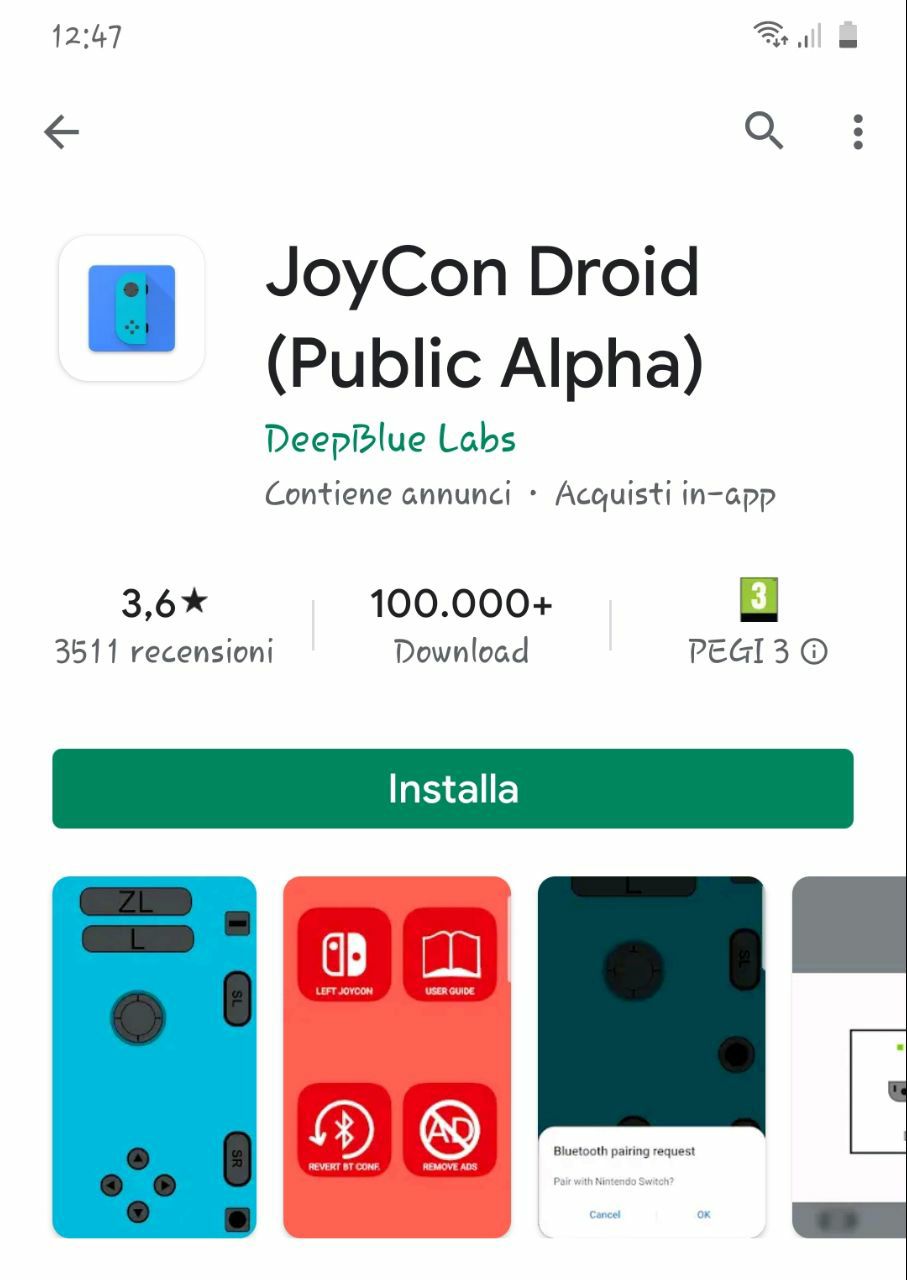 12:47
JoyCon Droid
(Public Alpha)
DeepBlue Labs
Contiene annunci · Acquisti in-app
3,6★
3511 recensioni
100.000+
Download
3
PEGI 3
Installa
ZL
L
SL
SR
LEFT JOYCON
USER GUIDE
REVERT BT CONF.
AD
REMOVE ADS
L
SL
Bluetooth pairing request
Pair with Nintendo Switch?
Cancel
OK